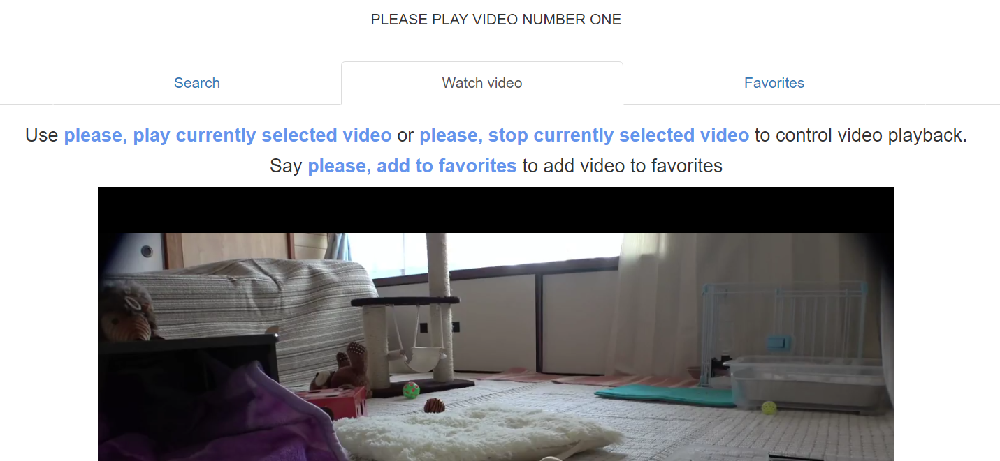 PLEASE PLAY VIDEO NUMBER ONE
Search
Watch video
Favorites
Use please, play currently selected video or please, stop currently selected video to control video playback.
Say please, add to favorites to add video to favorites